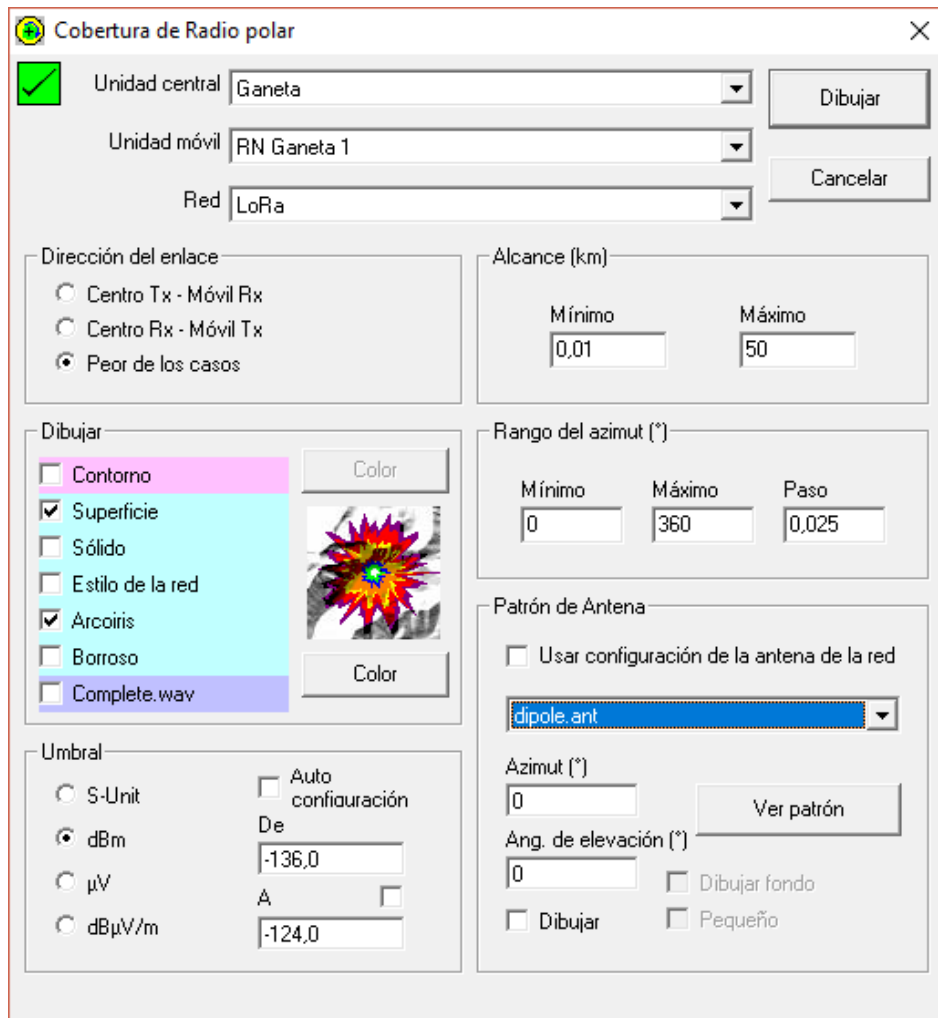 Cobertura de Radio polar
Unidad central Ganeta
Dibujar
Unidad móvil RN Ganeta 1
Cancelar
Red LoRa
Dirección del enlace
Centro Tx - Móvil Rx
Centro Rx - Móvil Tx
Peor de los casos
Alcance (km)
Mínimo Máximo
0,01 50
Dibujar
Contorno
Superficie
Sólido
Estilo de la red
Arcoiris
Borroso
Complete.wav
Color
Color
Rango del azimut (°)
Mínimo Máximo Paso
0 360 0,025
Patrón de Antena
Usar configuración de la antena de la red
dipole.ant
Azimut (°)
0
Ver patrón
Ang. de elevación (°)
0
Dibujar fondo
Dibujar
Pequeño
Umbral
S-Unit
dBm
µV
dBµV/m
Auto
configuración
De
-136,0
A
-124,0